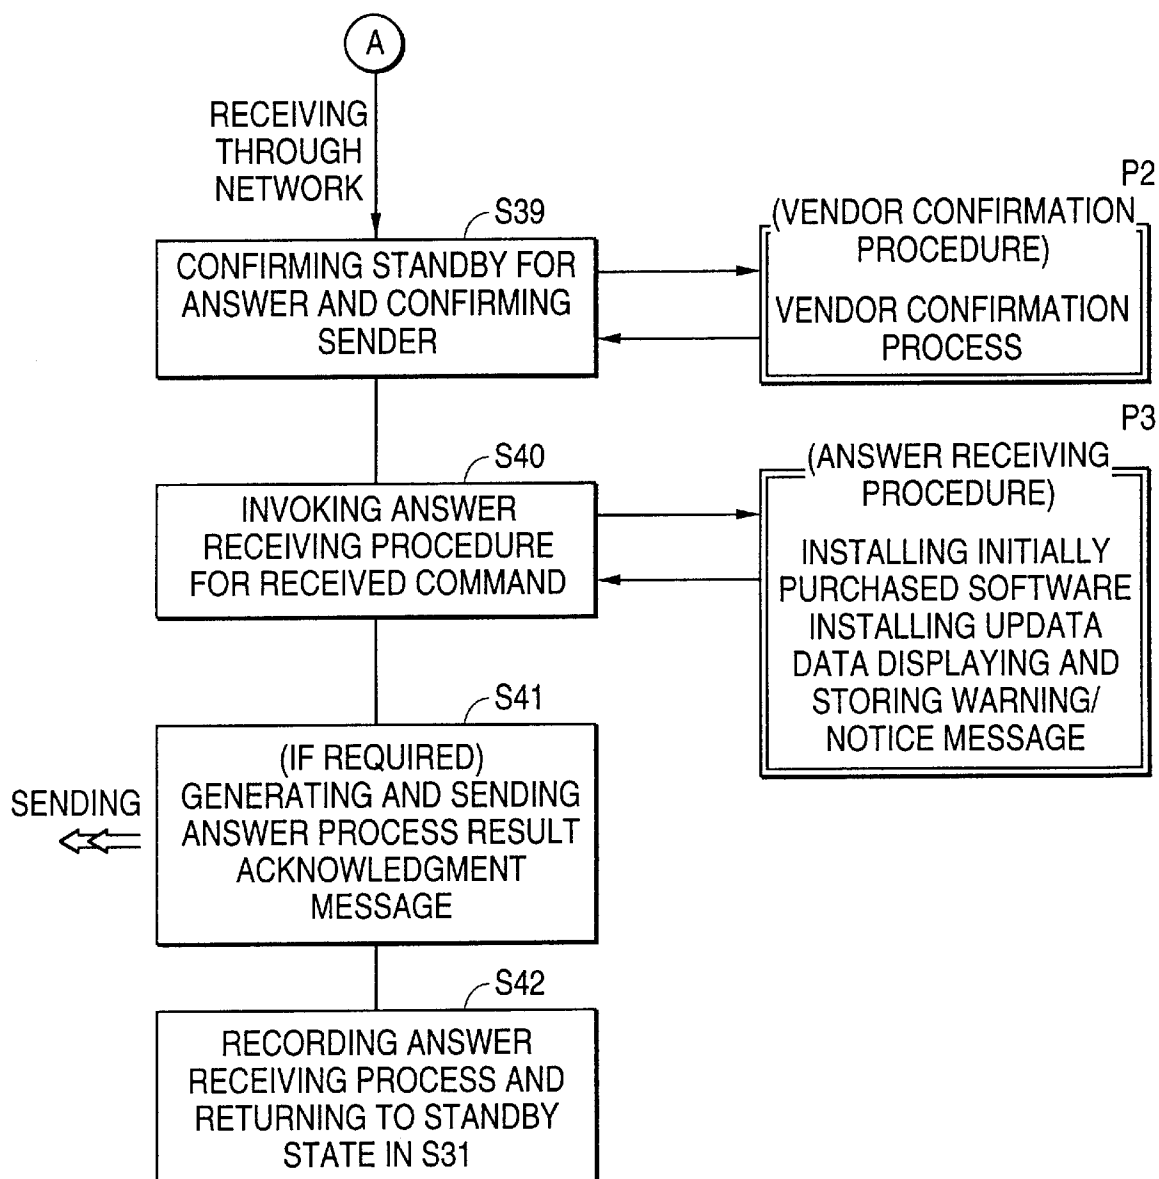 A
RECEIVING
THROUGH
NETWORK
S39
CONFIRMING STANDBY FOR
ANSWER AND CONFIRMING
SENDER
P2
(VENDOR CONFIRMATION
PROCEDURE)
VENDOR CONFIRMATION
PROCESS
S40
INVOKING ANSWER
RECEIVING PROCEDURE
FOR RECEIVED COMMAND
P3
(ANSWER RECEIVING
PROCEDURE)
INSTALLING INITIALLY
PURCHASED SOFTWARE
INSTALLING UPDATA
DATA DISPLAYING AND
STORING WARNING/
NOTICE MESSAGE
S41
(IF REQUIRED)
GENERATING AND SENDING
ANSWER PROCESS RESULT
ACKNOWLEDGMENT
MESSAGE
SENDING
S42
RECORDING ANSWER
RECEIVING PROCESS AND
RETURNING TO STANDBY
STATE IN S31